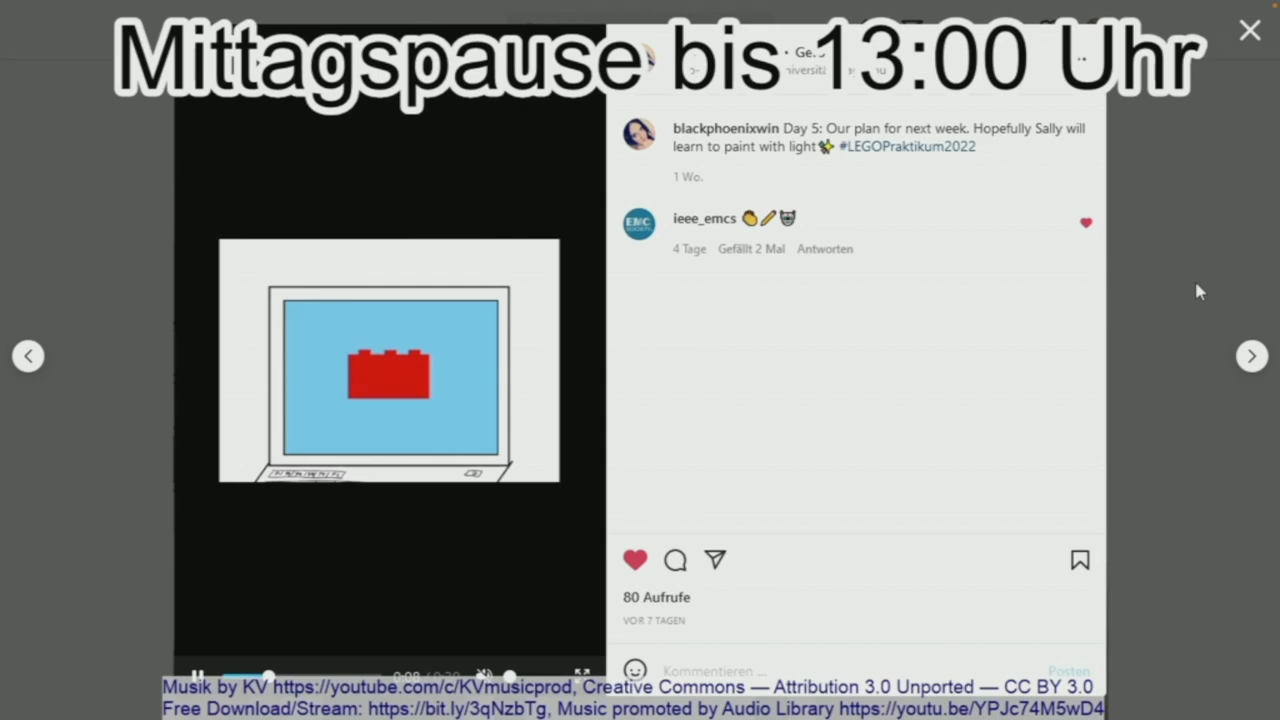 Mittagspause bis 13:00 Uhr
blackphoenixwin Day 5: Our plan for next week. Hopefully Sally will
learn to paint with light✨ #LEGOPraktikum2022
1 Wo.
ieee_emcs 👏✏️🐺
EMC
4 Tage Gefällt 2 Mal Antworten
80 Aufrufe
VOR 7 TAGEN
Kommentieren ... Posten
Musik by KV https://youtube.com/c/KVmusicprod, Creative Commons — Attribution 3.0 Unported — CC BY 3.0
Free Download/Stream: https://bit.ly/3qNzbTg, Music promoted by Audio Library https://youtu.be/YPJc74M5wD4